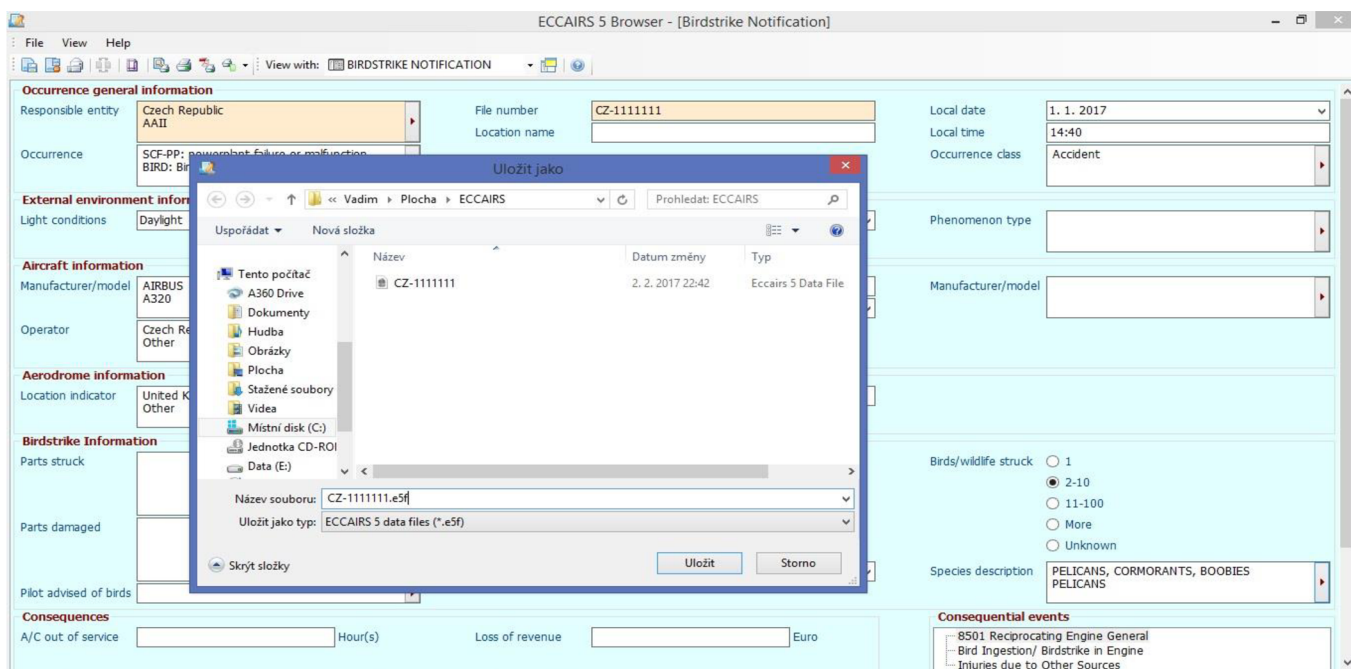 ECCAIRS 5 Browser - [Birdstrike Notification]
File View Help
View with: BIRDSTRIKE NOTIFICATION
Occurrence general information
Responsible entity
Czech Republic
AAII
File number CZ-1111111
Location name
Local date 1. 1. 2017
Local time 14:40
Occurrence
SCF-PP: powerplant failure or malfunction
BIRD:
Occurrence class Accident
External environment
Light conditions Daylight
Phenomenon type
Aircraft information
Manufacturer/model
AIRBUS
A320
Manufacturer/model
Operator
Czech
Other
Aerodrome information
Location indicator
United
Other
Birdstrike Information
Parts struck
Parts damaged
Pilot advised of birds
Birds/wildlife struck
1
2-10
11-100
More
Unknown
Species description
PELICANS, CORMORANTS, BOOBIES
PELICANS
Consequences
A/C out of service Hour(s)
Loss of revenue Euro
Consequential events
8501 Reciprocating Engine General
Bird Ingestion/ Birdstrike in Engine
Injuries due to Other Sources
Uložit jako
« Vadim Plocha ECCAIRS
Prohledat: ECCAIRS
Uspořádat Nová složka
Tento počítač
A360 Drive
Dokumenty
Hudba
Obrázky
Plocha
Stažené soubory
Videa
Místní disk (C:)
Jednotka CD-ROI
Data (E:)
Název Datum změny Typ
CZ-1111111 2. 2. 2017 22:42 Eccairs 5 Data File
Název souboru: CZ-1111111.e5f
Uložit jako typ: ECCAIRS 5 data files (*.e5f)
Skrýt složky
Uložit Storno